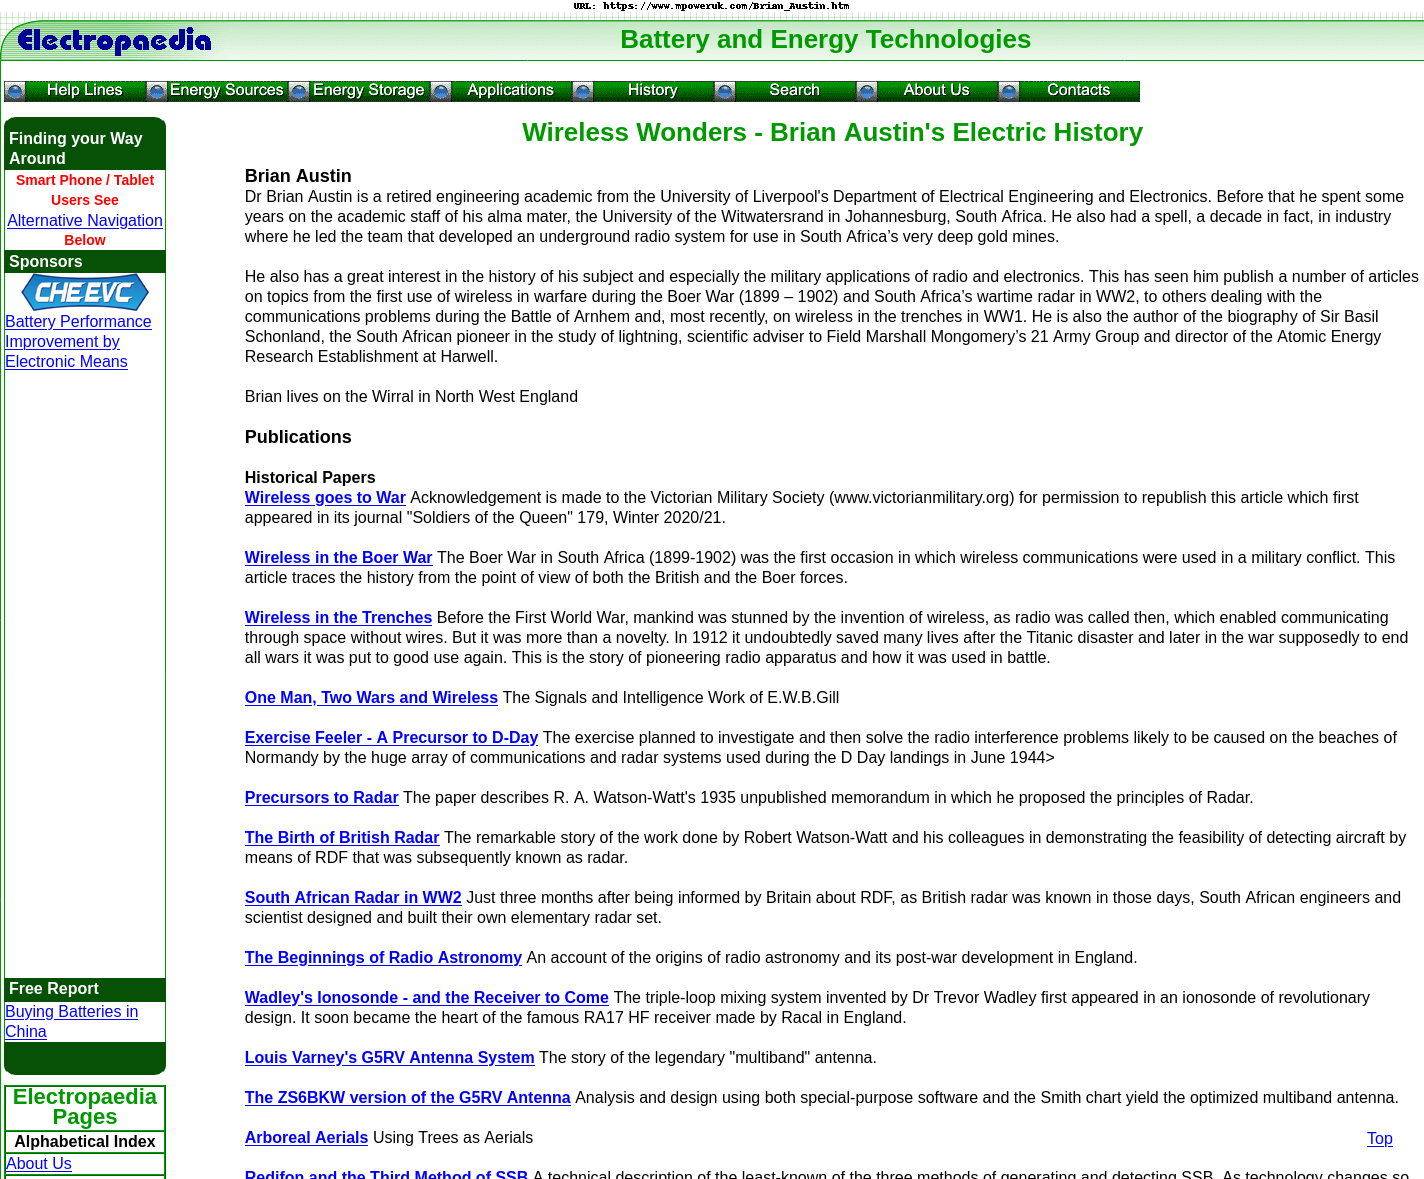 URL: https://www.mpoweruk.com/Brian_Austin.htm
Electropaedia
Battery and Energy Technologies
Help Lines Energy Sources Energy Storage Applications History Search About Us Contacts
Finding your Way
Around
Smart Phone / Tablet
Users See
Alternative Navigation
Below
Sponsors
CHEEVC
Battery Performance
Improvement by
Electronic Means
Free Report
Buying Batteries in
China
Electropaedia
Pages
Alphabetical Index
About Us
Wireless Wonders - Brian Austin's Electric History
Brian Austin
Dr Brian Austin is a retired engineering academic from the University of Liverpool's Department of Electrical Engineering and Electronics. Before that he spent some
years on the academic staff of his alma mater, the University of the Witwatersrand in Johannesburg, South Africa. He also had a spell, a decade in fact, in industry
where he led the team that developed an underground radio system for use in South Africa’s very deep gold mines.
He also has a great interest in the history of his subject and especially the military applications of radio and electronics. This has seen him publish a number of articles
on topics from the first use of wireless in warfare during the Boer War (1899 – 1902) and South Africa’s wartime radar in WW2, to others dealing with the
communications problems during the Battle of Arnhem and, most recently, on wireless in the trenches in WW1. He is also the author of the biography of Sir Basil
Schonland, the South African pioneer in the study of lightning, scientific adviser to Field Marshall Mongomery’s 21 Army Group and director of the Atomic Energy
Research Establishment at Harwell.
Brian lives on the Wirral in North West England
Publications
Historical Papers
Wireless goes to War Acknowledgement is made to the Victorian Military Society (www.victorianmilitary.org) for permission to republish this article which first
appeared in its journal "Soldiers of the Queen" 179, Winter 2020/21.
Wireless in the Boer War The Boer War in South Africa (1899-1902) was the first occasion in which wireless communications were used in a military conflict. This
article traces the history from the point of view of both the British and the Boer forces.
Wireless in the Trenches Before the First World War, mankind was stunned by the invention of wireless, as radio was called then, which enabled communicating
through space without wires. But it was more than a novelty. In 1912 it undoubtedly saved many lives after the Titanic disaster and later in the war supposedly to end
all wars it was put to good use again. This is the story of pioneering radio apparatus and how it was used in battle.
One Man, Two Wars and Wireless The Signals and Intelligence Work of E.W.B.Gill
Exercise Feeler - A Precursor to D-Day The exercise planned to investigate and then solve the radio interference problems likely to be caused on the beaches of
Normandy by the huge array of communications and radar systems used during the D Day landings in June 1944>
Precursors to Radar The paper describes R. A. Watson-Watt's 1935 unpublished memorandum in which he proposed the principles of Radar.
The Birth of British Radar The remarkable story of the work done by Robert Watson-Watt and his colleagues in demonstrating the feasibility of detecting aircraft by
means of RDF that was subsequently known as radar.
South African Radar in WW2 Just three months after being informed by Britain about RDF, as British radar was known in those days, South African engineers and
scientist designed and built their own elementary radar set.
The Beginnings of Radio Astronomy An account of the origins of radio astronomy and its post-war development in England.
Wadley's Ionosonde - and the Receiver to Come The triple-loop mixing system invented by Dr Trevor Wadley first appeared in an ionosonde of revolutionary
design. It soon became the heart of the famous RA17 HF receiver made by Racal in England.
Louis Varney's G5RV Antenna System The story of the legendary "multiband" antenna.
The ZS6BKW version of the G5RV Antenna Analysis and design using both special-purpose software and the Smith chart yield the optimized multiband antenna.
Arboreal Aerials Using Trees as Aerials
Top
Redifon and the Third Method of SSB A technical description of the least-known of the three methods of generating and detecting SSB. As technology changes so